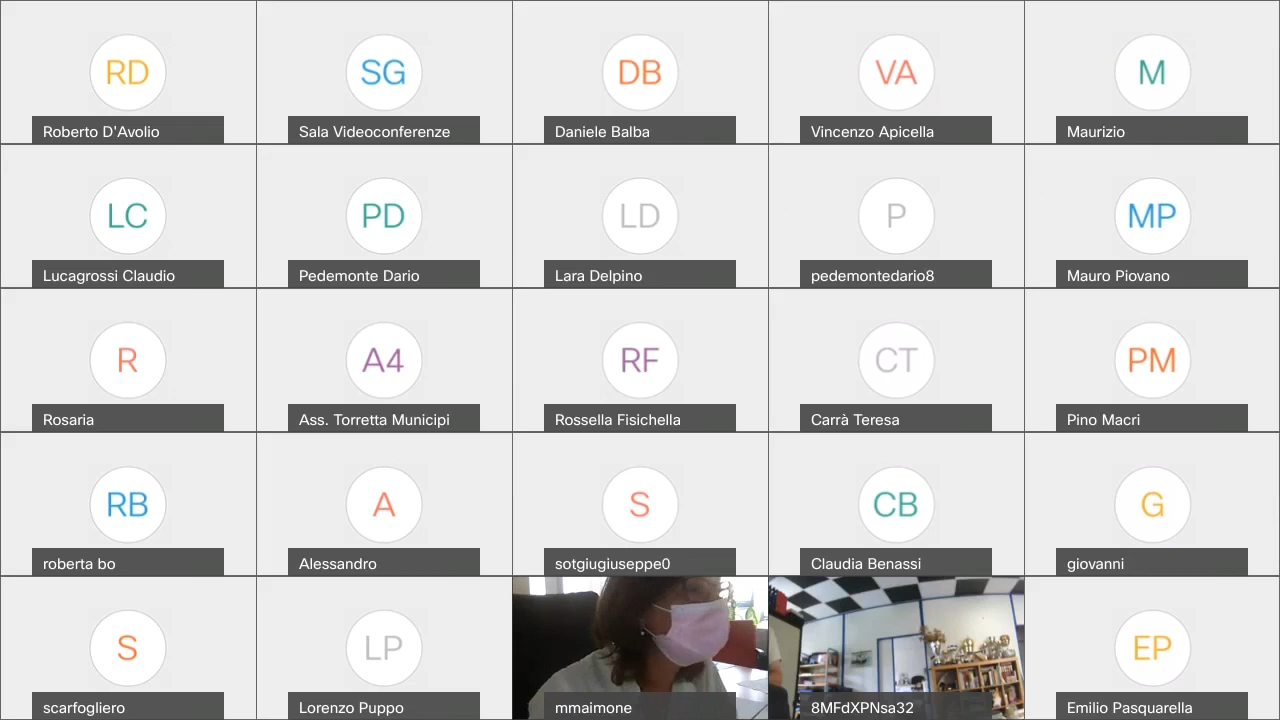 RD
Roberto D'Avolio
SG
Sala Videoconferenze
DB
Daniele Balba
VA
Vincenzo Apicella
M
Maurizio
LC
Lucagrossi Claudio
PD
Pedemonte Dario
LD
Lara Delpino
P
pedemontedario8
MP
Mauro Piovano
R
Rosaria
A4
Ass. Torretta Municipi
RF
Rossella Fisichella
CT
Carrà Teresa
PM
Pino Macri
RB
roberta bo
A
Alessandro
S
sotgiugiuseppe0
CB
Claudia Benassi
G
giovanni
S
scarfogliero
LP
Lorenzo Puppo
mmaimone
8MFdXPNsa32
EP
Emilio Pasquarella